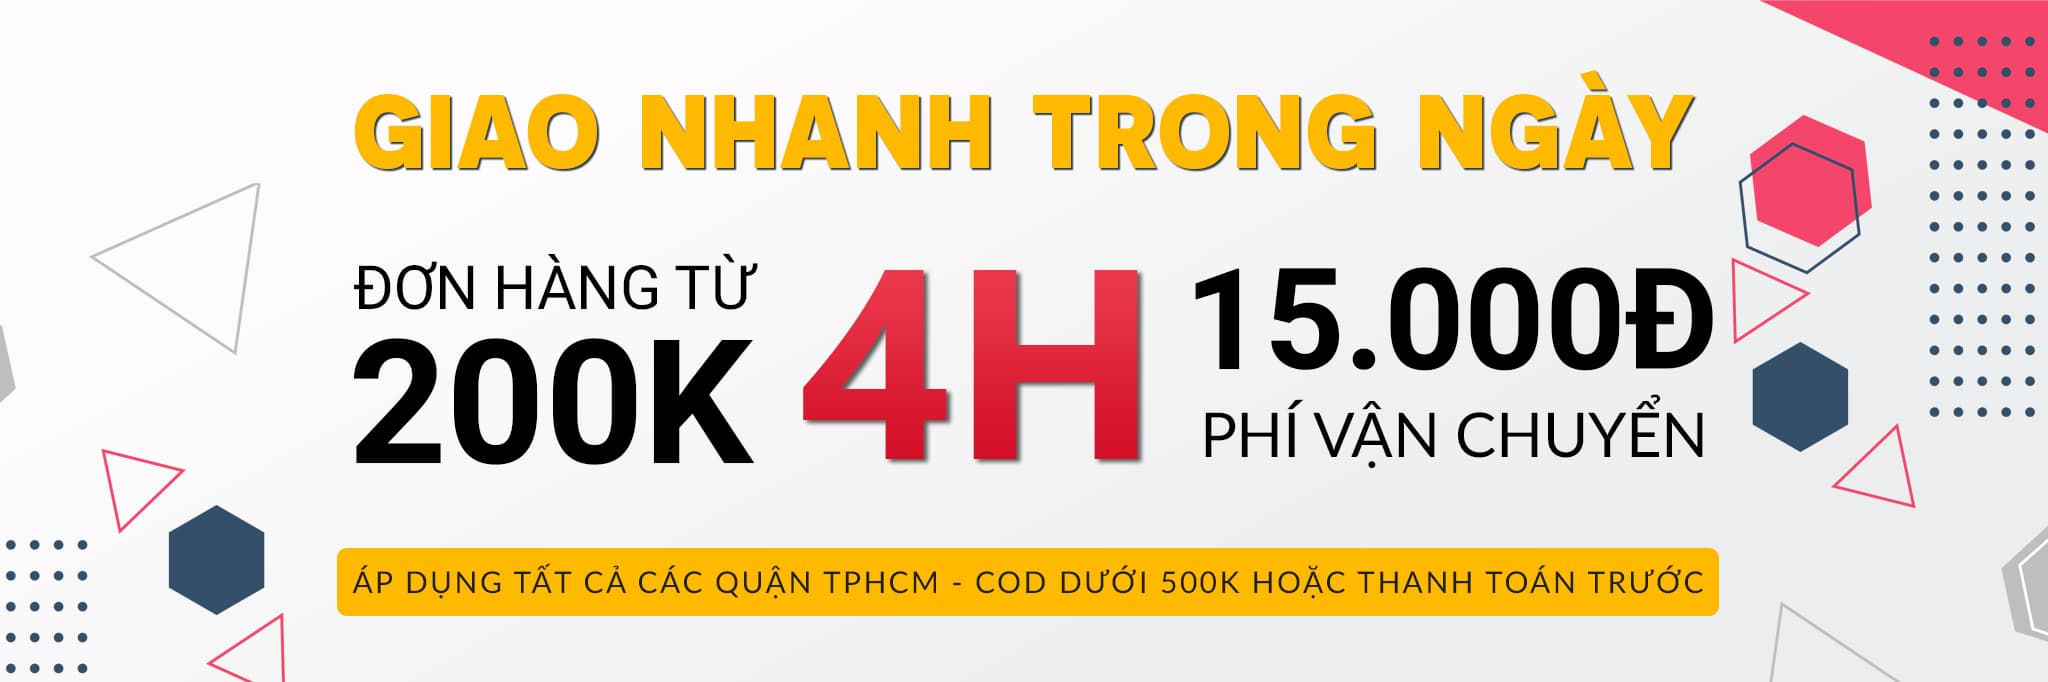 GIAO NHANH TRONG NGÀY
ĐƠN HÀNG TỪ
200K
4H
15.000Đ
PHÍ VẬN CHUYỂN
ÁP DỤNG TẤT CẢ CÁC QUẬN TPHCM - COD DƯỚI 500K HOẶC THANH TOÁN TRƯỚC